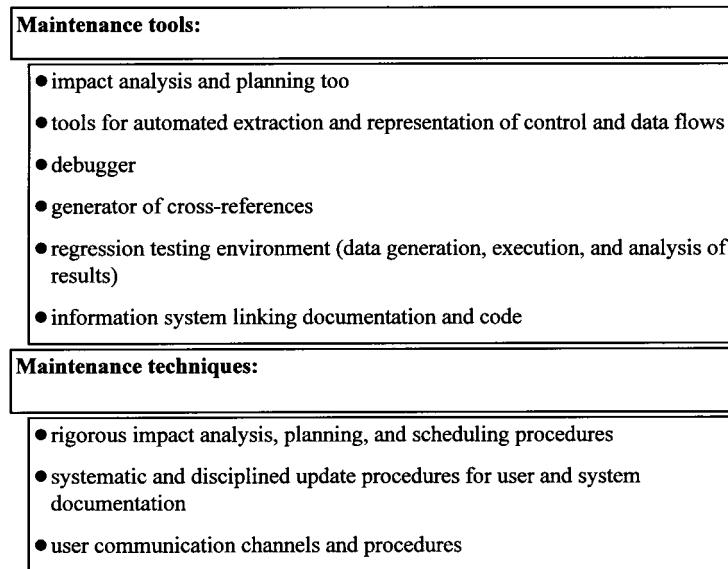 Maintenance tools:
● impact analysis and planning too
● tools for automated extraction and representation of control and data flows
● debugger
● generator of cross-references
● regression testing environment (data generation, execution, and analysis of
results)
● information system linking documentation and code
Maintenance techniques:
● rigorous impact analysis, planning, and scheduling procedures
● systematic and disciplined update procedures for user and system
documentation
● user communication channels and procedures